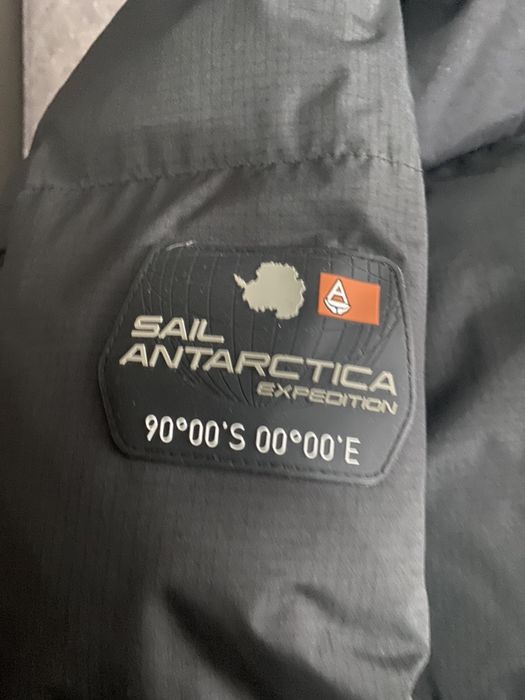 A
SAIL
ANTARCTICA
EXPEDITION
90°00'S 00°00'E